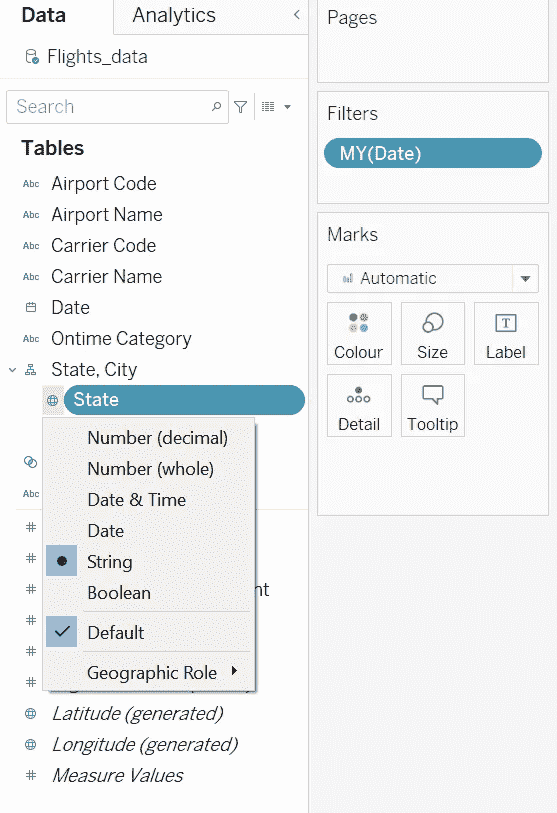 Data
Analytics
Flights_data
Search
Tables
Abc Airport Code
Abc Airport Name
Abc Carrier Code
Abc Carrier Name
Date
Abc Ontime Category
State, City
State
Number (decimal)
Number (whole)
Date & Time
Abc
Date
String
Boolean
nt
Default
Geographic Role
Latitude (generated)
Longitude (generated)
Measure Values
Pages
Filters
MY(Date)
Marks
Automatic
Colour
Size
T
Label
Detail
Tooltip